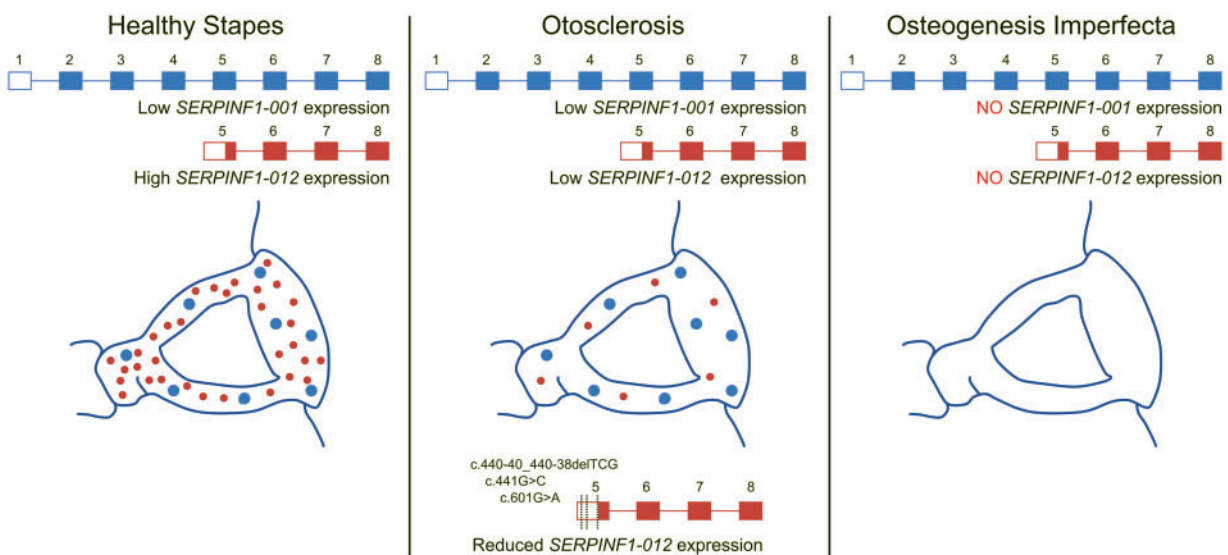 Healthy Stapes
1 2 3 4 5 6 7 8
Low SERPINF1-001 expression
5 6 7 8
High SERPINF1-012 expression
Otosclerosis
1 2 3 4 5 6 7 8
Low SERPINF1-001 expression
5 6 7 8
Low SERPINF1-012 expression
c.440-40_440-38delTCG
c.441G>C
c.601G>A
5 6 7 8
Reduced SERPINF1-012 expression
Osteogenesis Imperfecta
1 2 3 4 5 6 7 8
NO SERPINF1-001 expression
5 6 7 8
NO SERPINF1-012 expression